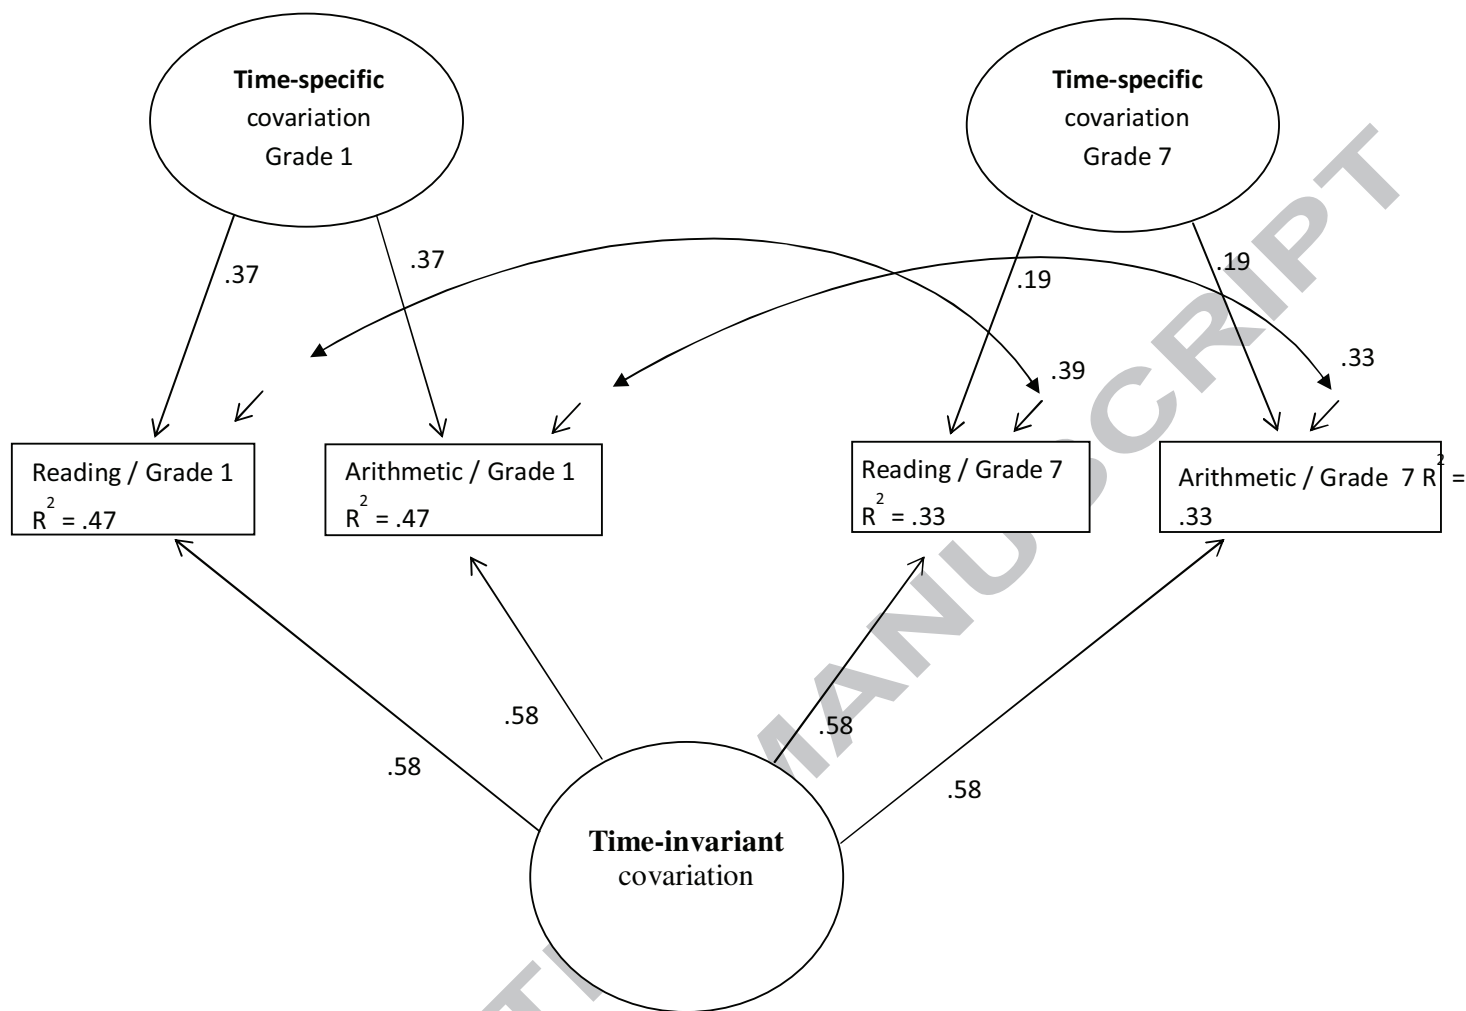 Time-specific
covariation
Grade 1
Time-specific
covariation
Grade 7
.37
.37
.19
.19
.39
.33
Reading / Grade 1
R² = .47
Arithmetic / Grade 1
R² = .47
Reading / Grade 7
R² = .33
Arithmetic / Grade 7 R² =
.33
.58
.58
.58
.58
Time-invariant
covariation
MANUSCRIPT